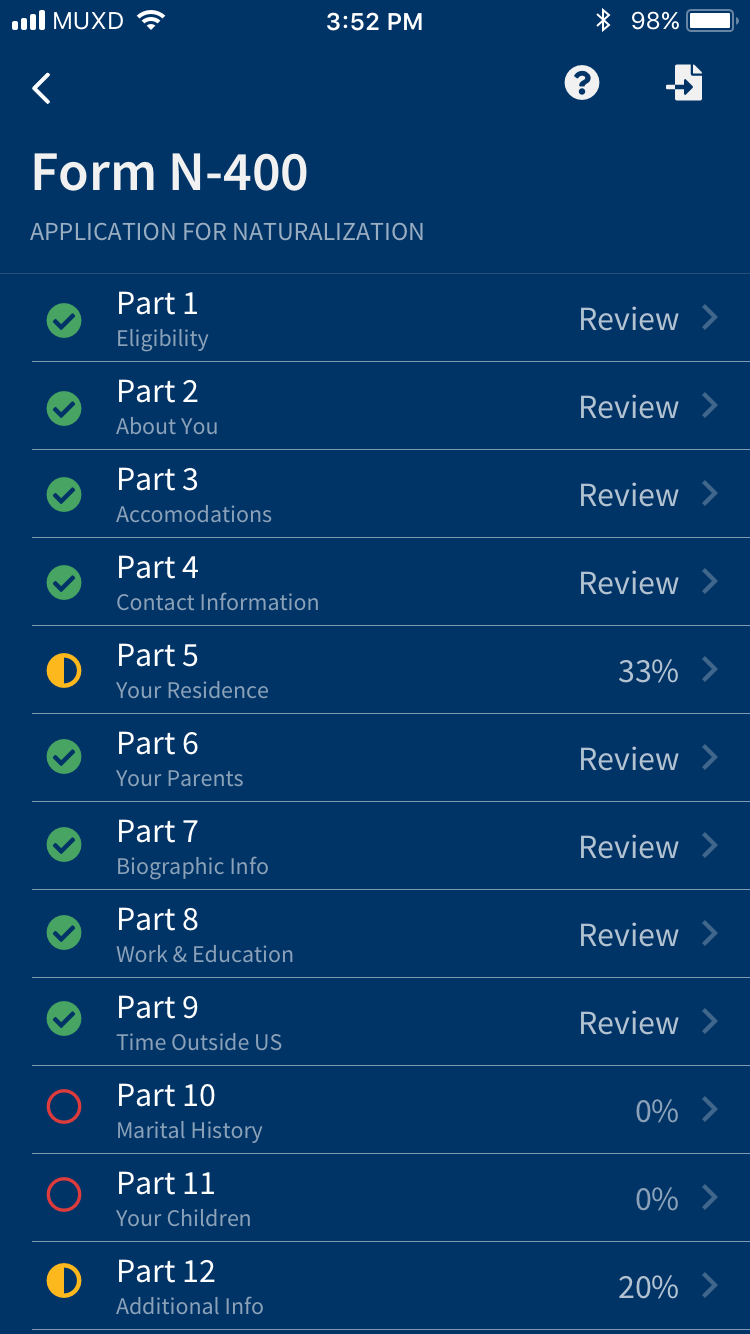 MUXD 3:52 PM 98%
Form N-400
APPLICATION FOR NATURALIZATION
Part 1
Eligibility
Review
Part 2
About You
Review
Part 3
Accomodations
Review
Part 4
Contact Information
Review
Part 5
Your Residence
33%
Part 6
Your Parents
Review
Part 7
Biographic Info
Review
Part 8
Work & Education
Review
Part 9
Time Outside US
Review
Part 10
Marital History
0%
Part 11
Your Children
0%
Part 12
Additional Info
20%